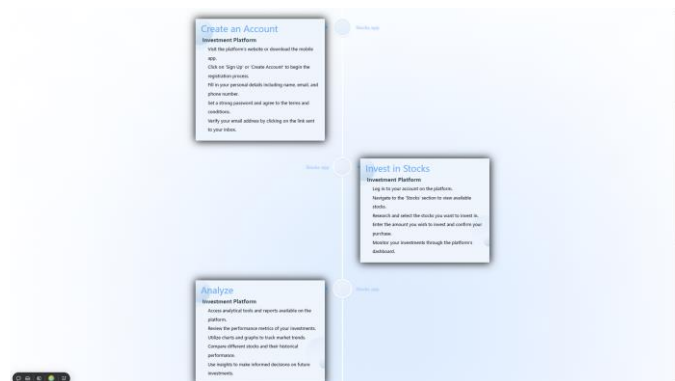 Create an Account
Investment Platform
Visit the platform's website or download the mobile
app.
Click on 'Sign Up' or 'Create Account' to begin the
registration process.
Fill in your personal details including name, email, and
phone number.
Set a strong password and agree to the terms and
conditions.
Verify your email address by clicking on the link sent
to your inbox.
Stocks app
Stocks app
Invest in Stocks
Investment Platform
Log in to your account on the platform.
Navigate to the 'Stocks' section to view available
stocks.
Research and select the stocks you want to invest in.
Enter the amount you wish to invest and confirm your
purchase.
Monitor your investments through the platform's
dashboard.
Analyze
Investment Platform
Access analytical tools and reports available on the
platform.
Review the performance metrics of your investments.
Utilize charts and graphs to track market trends.
Compare different stocks and their historical
performance.
Use insights to make informed decisions on future
investments.
Stocks app